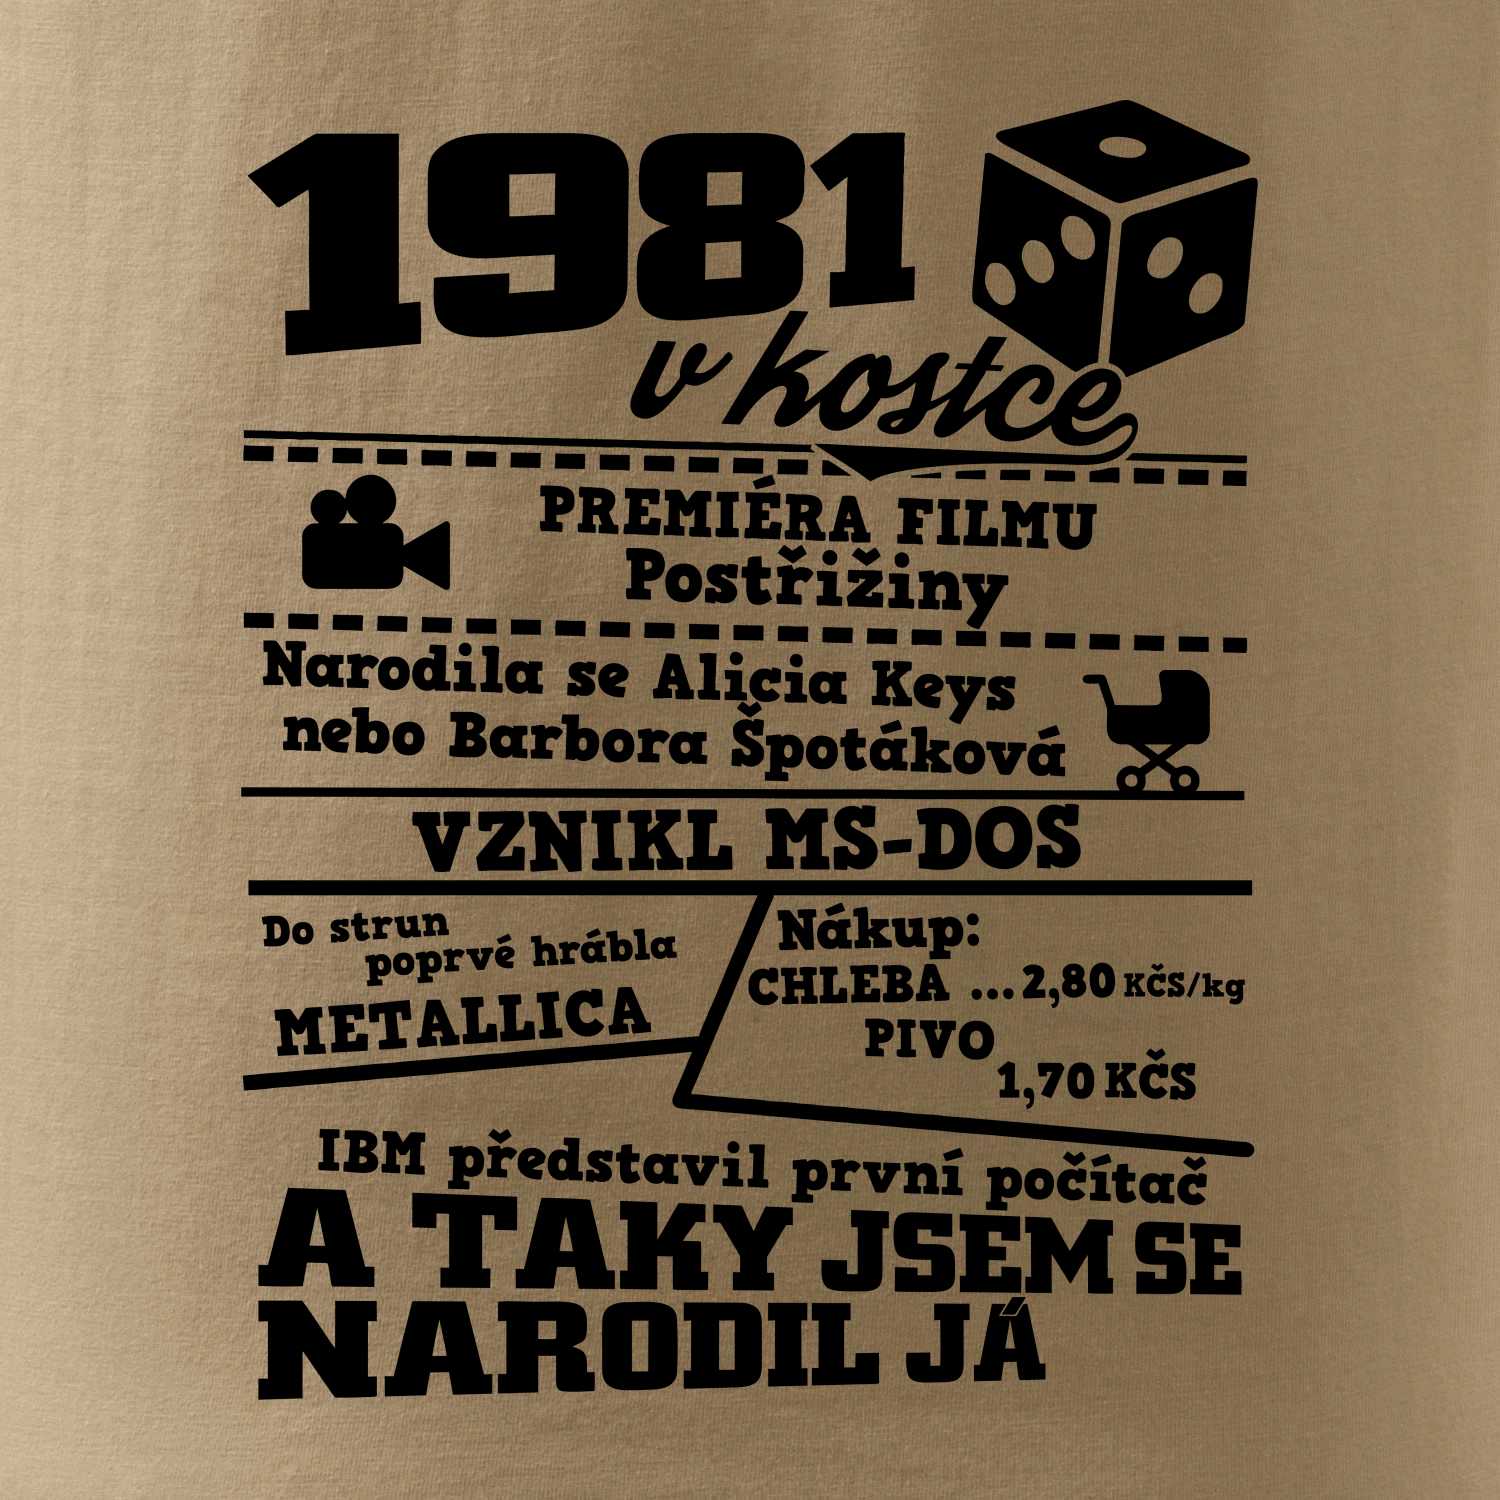 1981
v kostce
PREMIÉRA FILMU
Postřižiny
Narodila se Alicia Keys
nebo Barbora Špotáková
VZNIKL MS-DOS
Do strun
poprvé hrábla
METALLICA
Nákup:
CHLEBA ...2,80 KČS/kg
PIVO
1,70 KČS
IBM představil první počítač
A TAKY JSEM SE
NARODIL JÁ